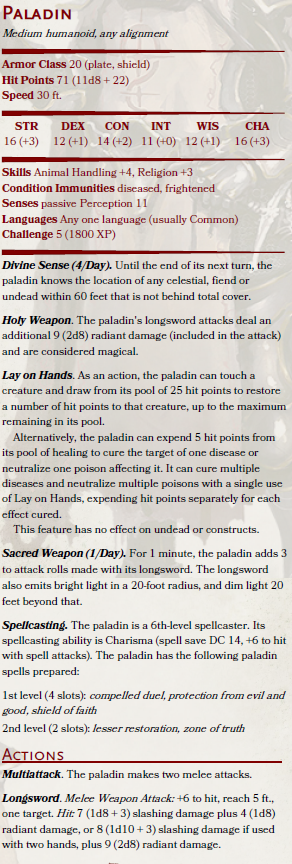 PALADIN
Medium humanoid, any alignment
Armor Class 20 (plate, shield)
Hit Points 71 (11d8 + 22)
Speed 30 ft.
STR DEX CON INT WIS CHA
16 (+3) 12 (+1) 14 (+2) 11 (+0) 12 (+1) 16 (+3)
Skills Animal Handling +4, Religion +3
Condition Immunities diseased, frightened
Senses passive Perception 11
Languages Any one language (usually Common)
Challenge 5 (1800 XP)
Divine Sense (4/Day). Until the end of its next turn, the
paladin knows the location of any celestial, fiend or
undead within 60 feet that is not behind total cover.
Holy Weapon. The paladin's longsword attacks deal an
additional 9 (2d8) radiant damage (included in the attack)
and are considered magical.
Lay on Hands. As an action, the paladin can touch a
creature and draw from its pool of 25 hit points to restore
a number of hit points to that creature, up to the maximum
remaining in its pool.
Alternatively, the paladin can expend 5 hit points from
its pool of healing to cure the target of one disease or
neutralize one poison affecting it. It can cure multiple
diseases and neutralize multiple poisons with a single use
of Lay on Hands, expending hit points separately for each
effect cured.
This feature has no effect on undead or constructs.
Sacred Weapon (1/Day). For 1 minute, the paladin adds 3
to attack rolls made with its longsword. The longsword
also emits bright light in a 20-foot radius, and dim light 20
feet beyond that.
Spellcasting. The paladin is a 6th-level spellcaster. Its
spellcasting ability is Charisma (spell save DC 14, +6 to hit
with spell attacks). The paladin has the following paladin
spells prepared:
1st level (4 slots): compelled duel, protection from evil and
good, shield of faith
2nd level (2 slots): lesser restoration, zone of truth
ACTIONS
Multiattack. The paladin makes two melee attacks.
Longsword. Melee Weapon Attack: +6 to hit, reach 5 ft.,
one target. Hit: 7 (1d8 + 3) slashing damage plus 4 (1d8)
radiant damage, or 8 (1d10 + 3) slashing damage if used
with two hands, plus 9 (2d8) radiant damage.